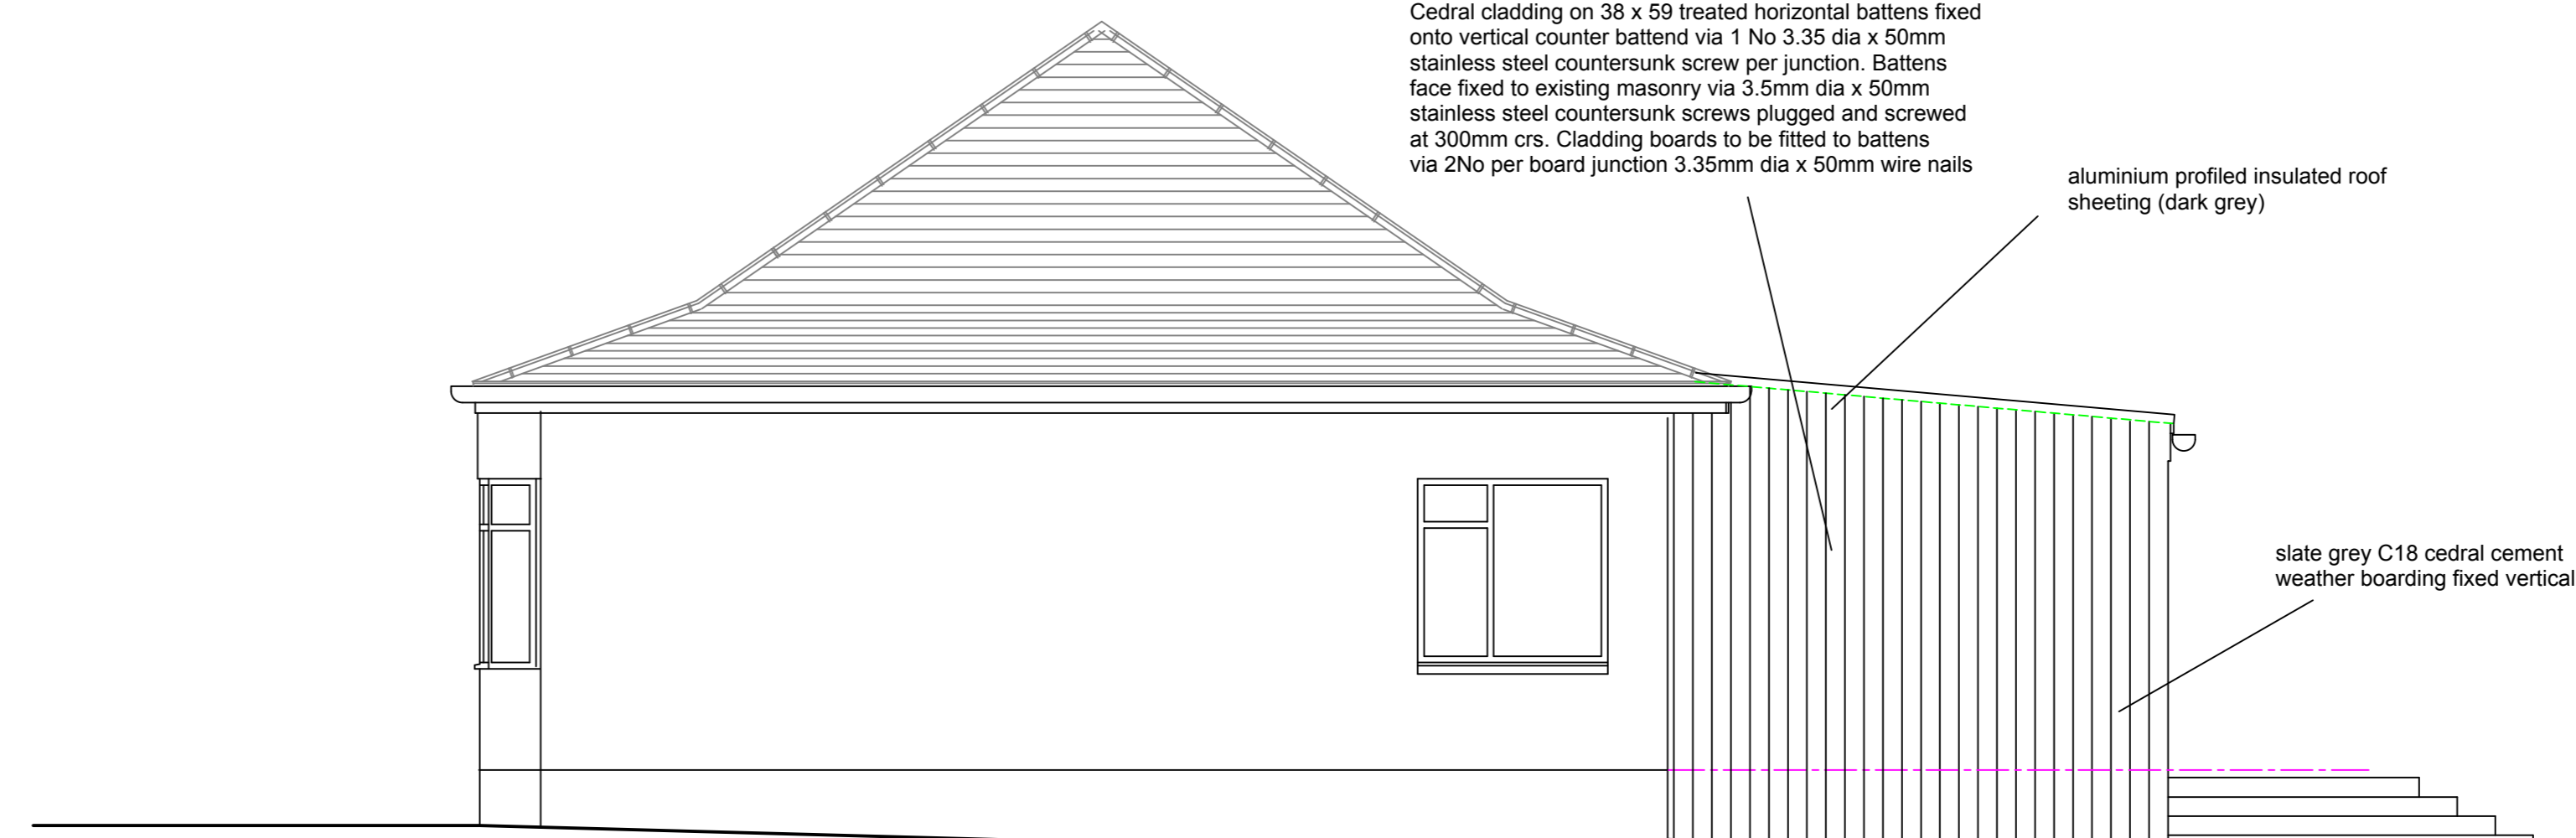 Cedral cladding on 38 x 59 treated horizontal battens fixed
onto vertical counter battend via 1 No 3.35 dia x 50mm
stainless steel countersunk screw per junction. Battens
face fixed to existing masonry via 3.5mm dia x 50mm
stainless steel countersunk screws plugged and screwed
at 300mm crs. Cladding boards to be fitted to battens
via 2No per board junction 3.35mm dia x 50mm wire nails
aluminium profiled insulated roof
sheeting (dark grey)
slate grey C18 cedral cement
weather boarding fixed vertical